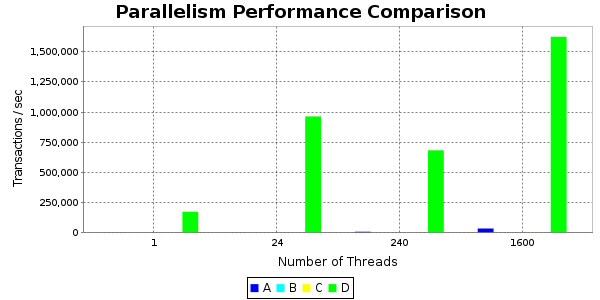 Parallelism Performance Comparison
Transactions / sec
1,500,000
1,250,000
1,000,000
750,000
500,000
250,000
0
1 24 240 1600
Number of Threads
A B C D